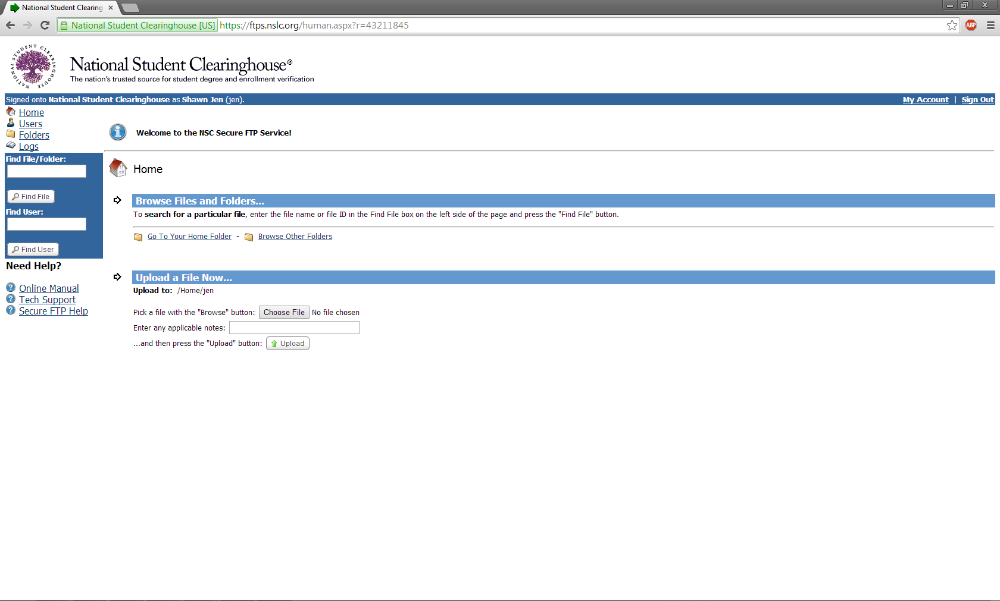 National Student Clearing
National Student Clearinghouse [US] https://ftps.nslc.org/human.aspx?r=43211845
ABP
NATIONAL STUDENT CLEARINGHOUSE
National Student Clearinghouse®
The nation's trusted source for student degree and enrollment verification
Signed onto National Student Clearinghouse as Shawn Jen (jen).
My Account | Sign Out
Home
Users
Folders
Logs
Find File/Folder:
Find File
Find User:
Find User
Need Help?
Online Manual
Tech Support
Secure FTP Help
Welcome to the NSC Secure FTP Service!
Home
Browse Files and Folders...
To search for a particular file, enter the file name or file ID in the Find File box on the left side of the page and press the "Find File" button.
Go To Your Home Folder - Browse Other Folders
Upload a File Now...
Upload to: /Home/jen
Pick a file with the "Browse" button: Choose File No file chosen
Enter any applicable notes:
...and then press the "Upload" button: Upload